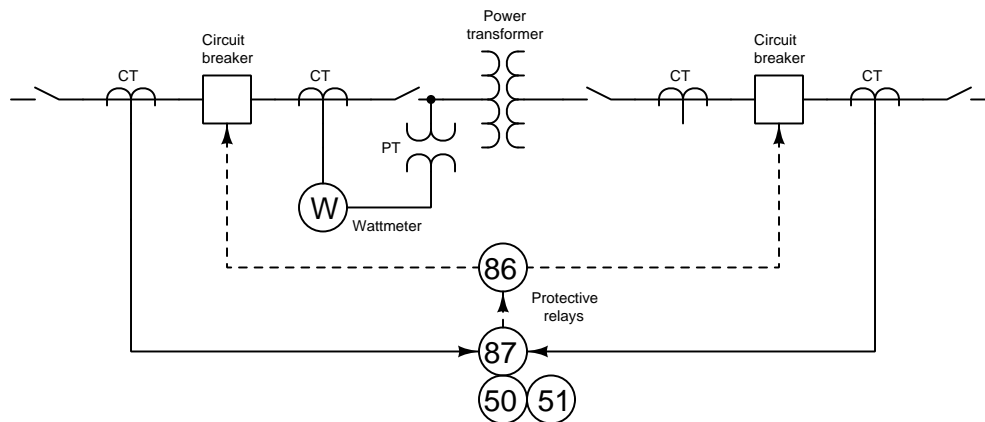 Power
transformer
Circuit
breaker
Circuit
breaker
CT
CT
CT
CT
PT
W
Wattmeter
86
Protective
relays
87
50
51